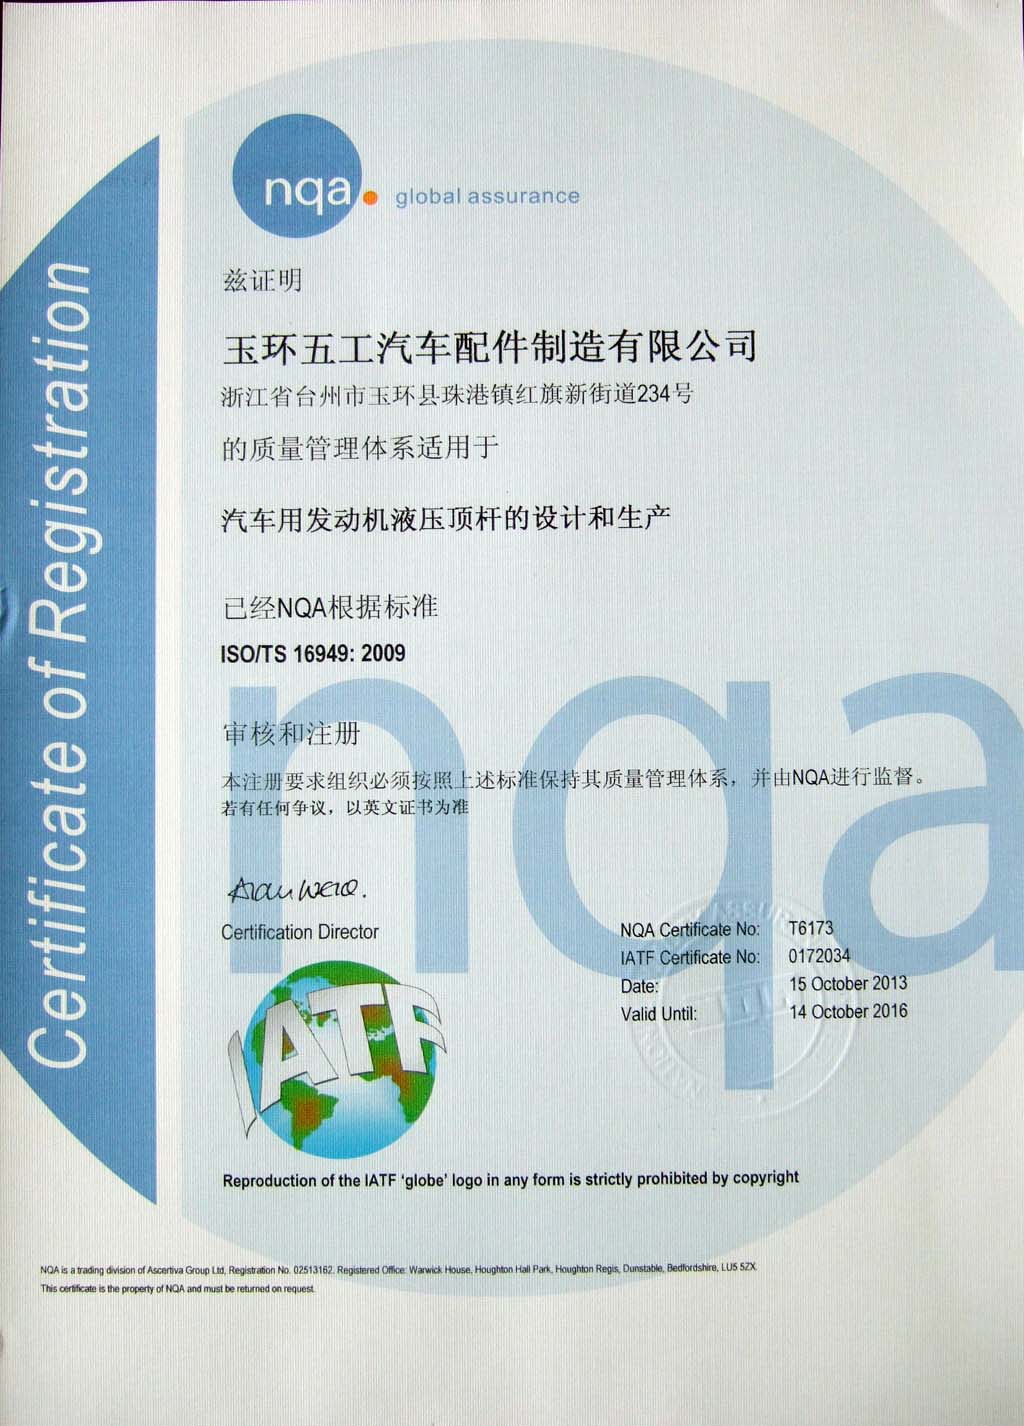 Certificate of Registration
nqa. global assurance
兹证明
玉环五工汽车配件制造有限公司
浙江省台州市玉环县珠港镇红旗新街道234号
的质量管理体系适用于
汽车用发动机液压顶杆的设计和生产
已经NQA根据标准
ISO/TS 16949: 2009
审核和注册
本注册要求组织必须按照上述标准保持其质量管理体系，并由NQA进行监督。
若有任何争议，以英文证书为准
nqa
Certification Director
NQA Certificate No: T6173
IATF Certificate No: 0172034
Date: 15 October 2013
Valid Until: 14 October 2016
IATF
Reproduction of the IATF ‘globe’ logo in any form is strictly prohibited by copyright
NQA is a trading division of Ascertiva Group Ltd, Registration No. 02513162. Registered Office: Warwick House, Houghton Hall Park, Houghton Regis, Dunstable, Bedfordshire, LU5 5ZX
This certificate is the property of NQA and must be returned on request.